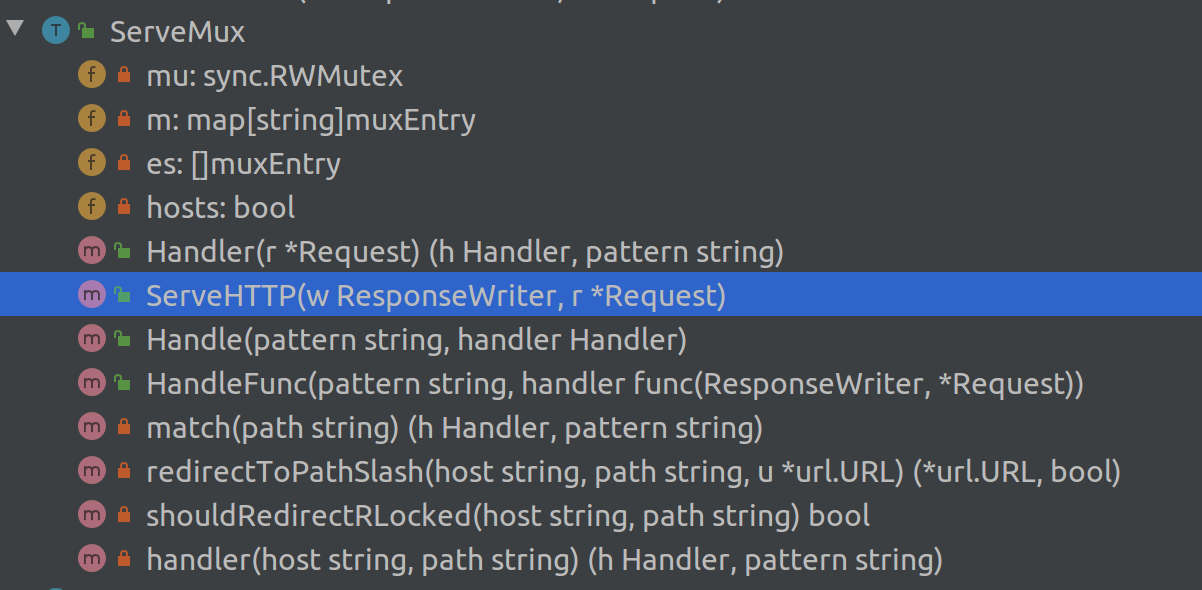 T ServeMux
f mu: sync.RWMutex
f m: map[string]muxEntry
f es: []muxEntry
f hosts: bool
m Handler(r *Request) (h Handler, pattern string)
m ServeHTTP(w ResponseWriter, r *Request)
m Handle(pattern string, handler Handler)
m HandleFunc(pattern string, handler func(ResponseWriter, *Request))
m match(path string) (h Handler, pattern string)
m redirectToPathSlash(host string, path string, u *url.URL) (*url.URL, bool)
m shouldRedirectRLocked(host string, path string) bool
m handler(host string, path string) (h Handler, pattern string)